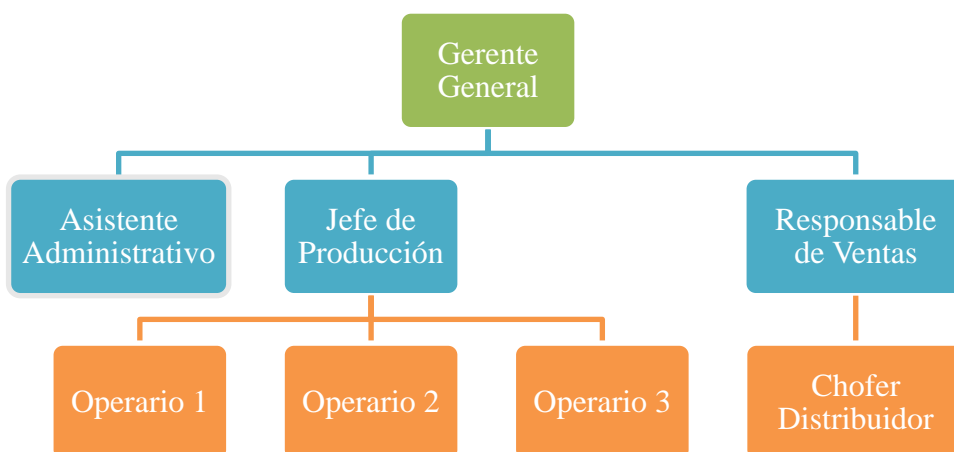 Gerente
General
Asistente
Administrativo
Jefe de
Producción
Responsable
de Ventas
Operario 1
Operario 2
Operario 3
Chofer
Distribuidor